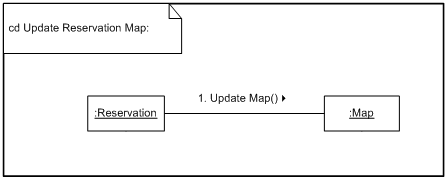 cd Update Reservation Map:
1. Update Map()
:Reservation
:Map